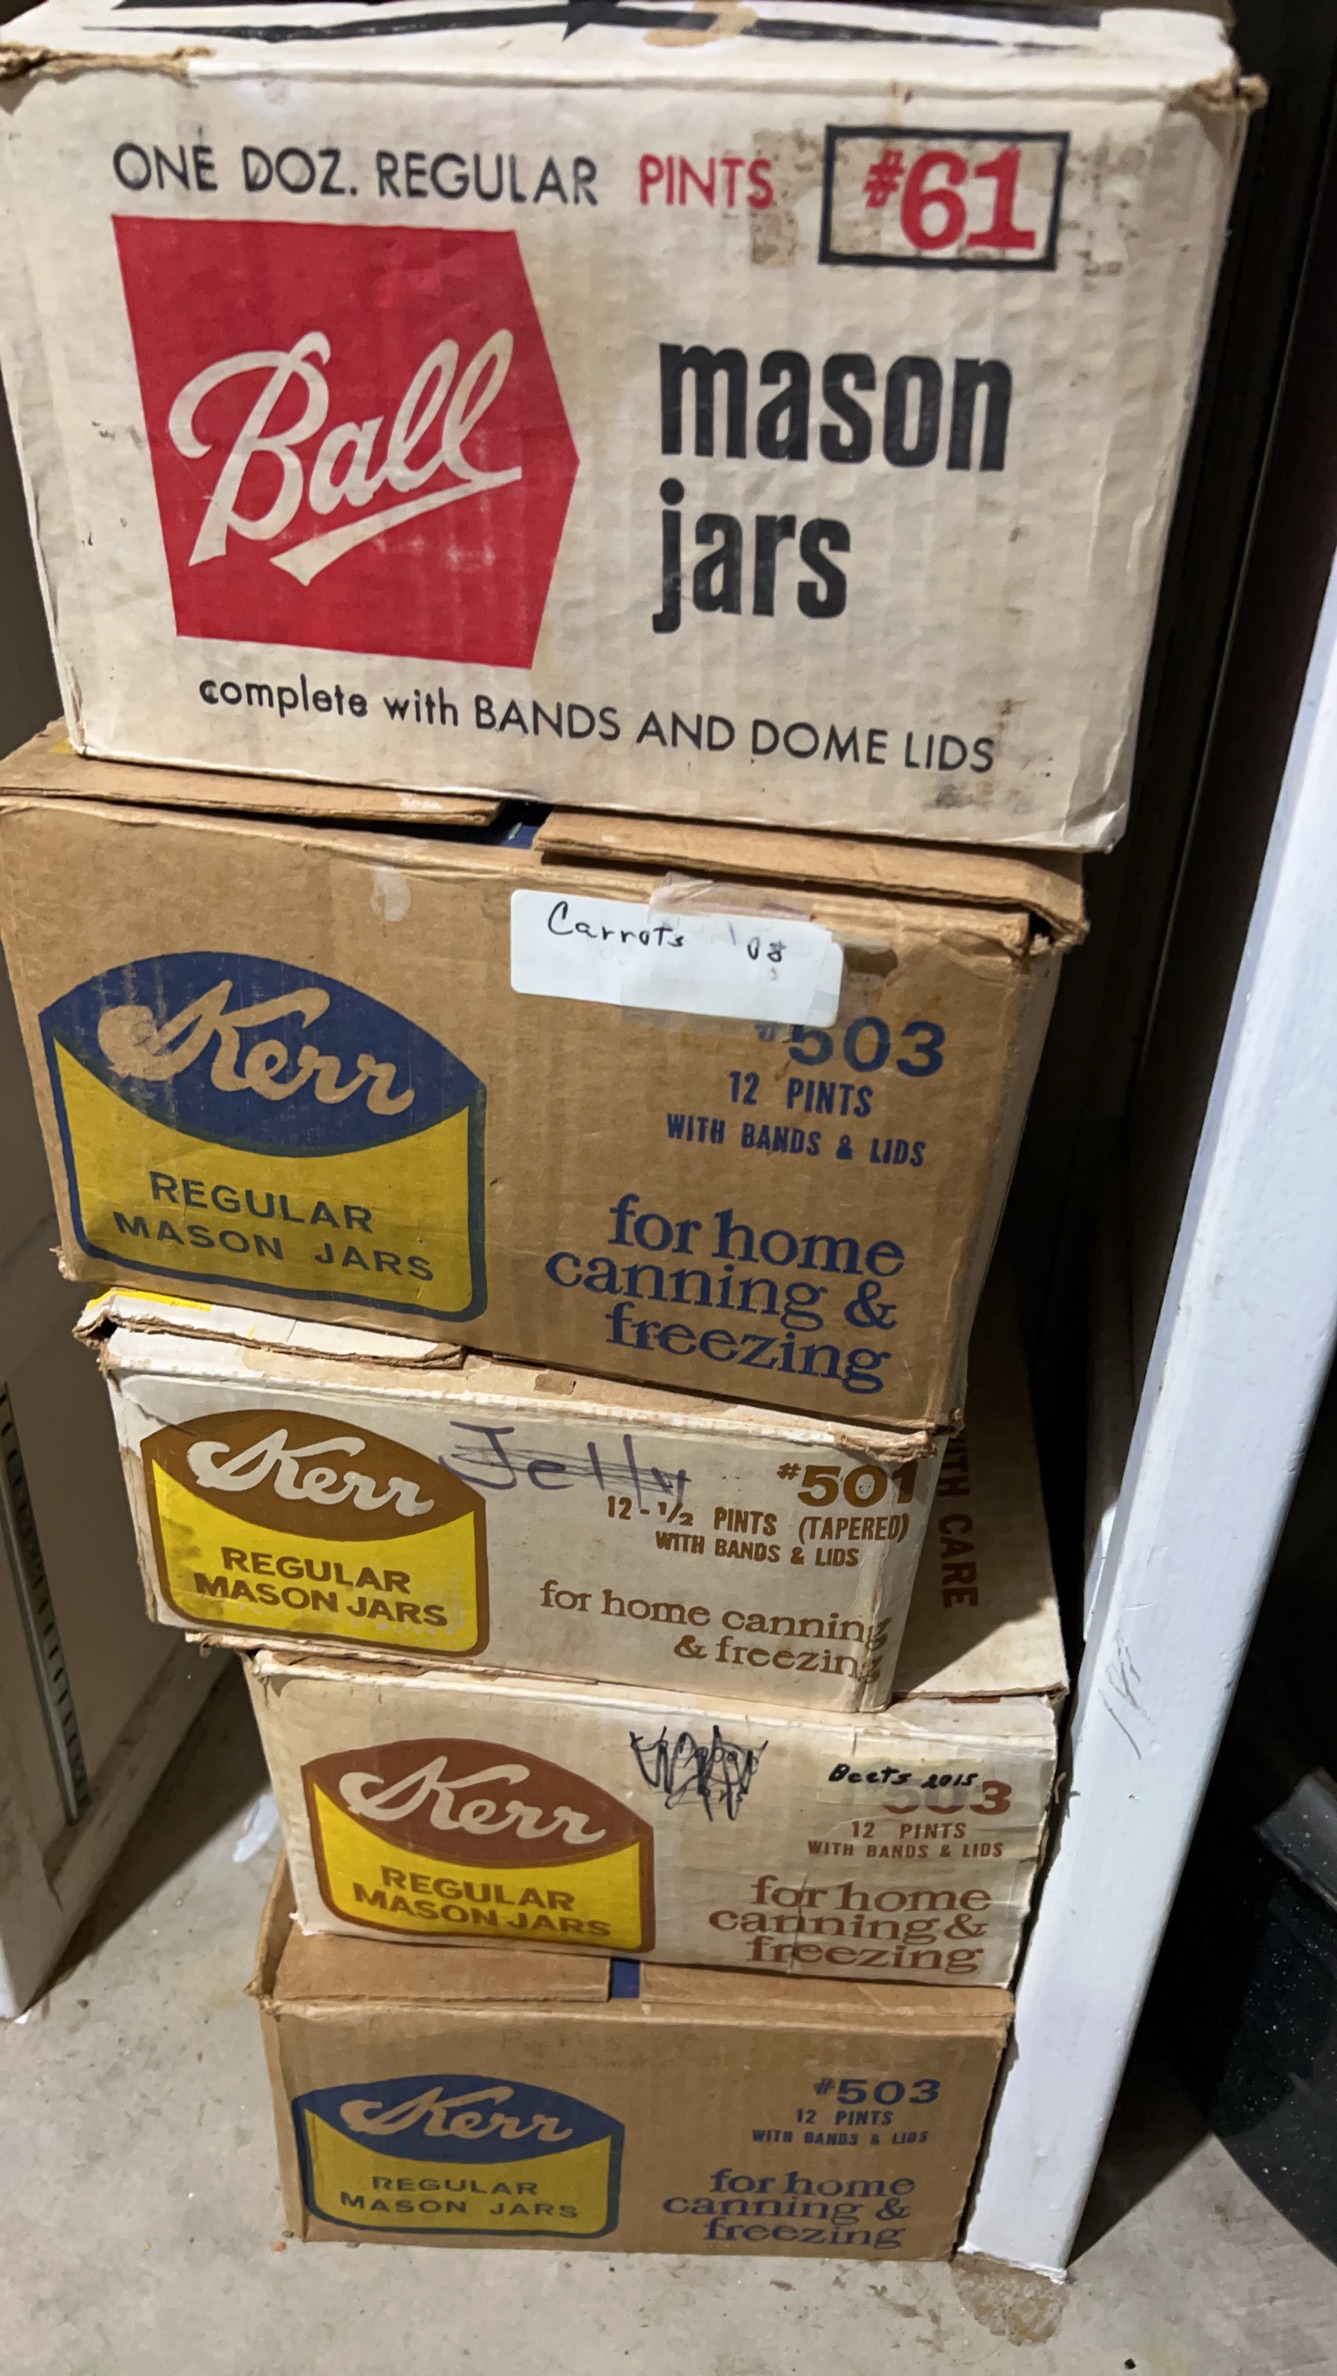 ONE DOZ. REGULAR PINTS #61
Ball
mason
jars
complete with BANDS AND DOME LIDS
Carrots '08
Kerr
REGULAR
MASON JARS
#503
12 PINTS
WITH BANDS & LIDS
for home
canning &
freezing
Kerr
REGULAR
MASON JARS
Jelly
#501
12-1/2 PINTS (TAPERED)
WITH BANDS & LIDS
for home canning
& freezing
WITH CARE
Kerr
REGULAR
MASON JARS
Beets 2015
503
12 PINTS
WITH BANDS & LIDS
for home
canning &
freezing
Kerr
REGULAR
MASON JARS
#503
12 PINTS
WITH BANDS & LIDS
for home
canning &
freezing